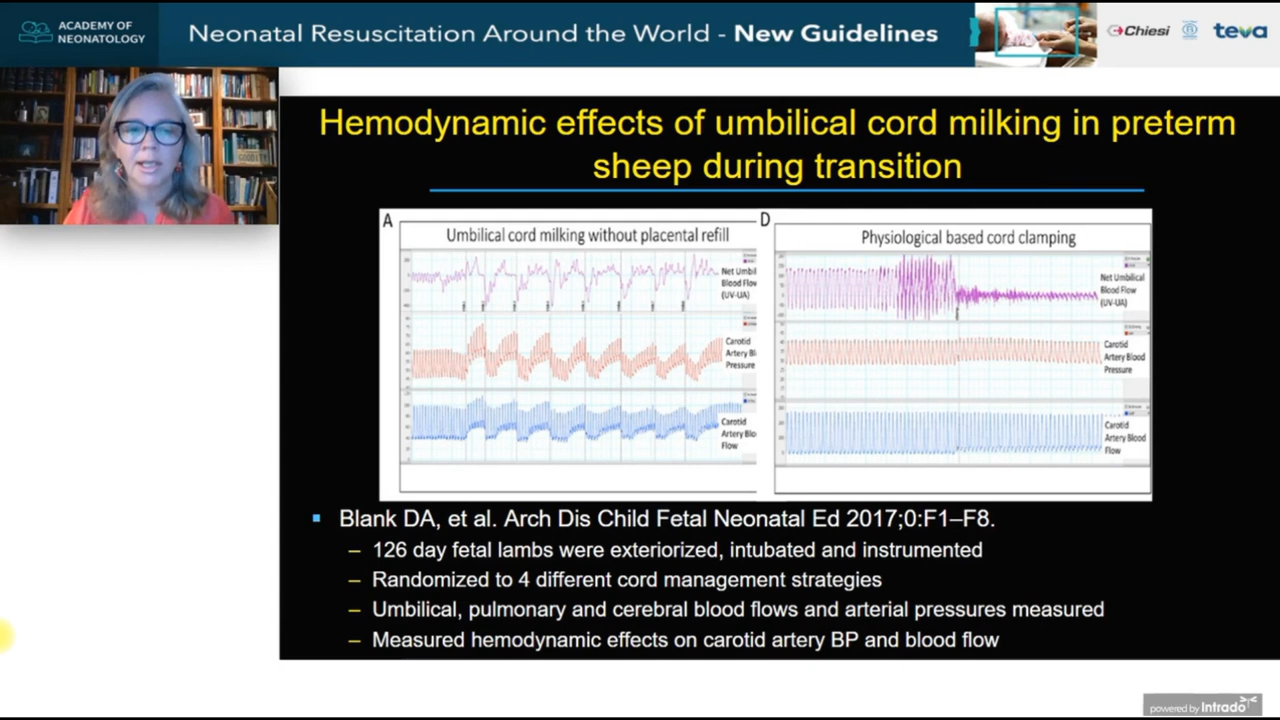 ACADEMY OF
NEONATOLOGY
Neonatal Resuscitation Around the World - New Guidelines
Chiesi
teva
Hemodynamic effects of umbilical cord milking in preterm
sheep during transition
A
Umbilical cord milking without placental refill
Net Umbil
Blood Flow
(UV-UA)
Carotid
Artery Bl
Pressure
Carotid
Artery Bloo
Flow
D
Physiological based cord clamping
Net Umbilical
Blood Flow
(UV-UA)
Carotid
Artery Blood
Pressure
Carotid
Artery Blood
Flow
Blank DA, et al. Arch Dis Child Fetal Neonatal Ed 2017;0:F1–F8.
– 126 day fetal lambs were exteriorized, intubated and instrumented
– Randomized to 4 different cord management strategies
– Umbilical, pulmonary and cerebral blood flows and arterial pressures measured
– Measured hemodynamic effects on carotid artery BP and blood flow
powered by Intrado